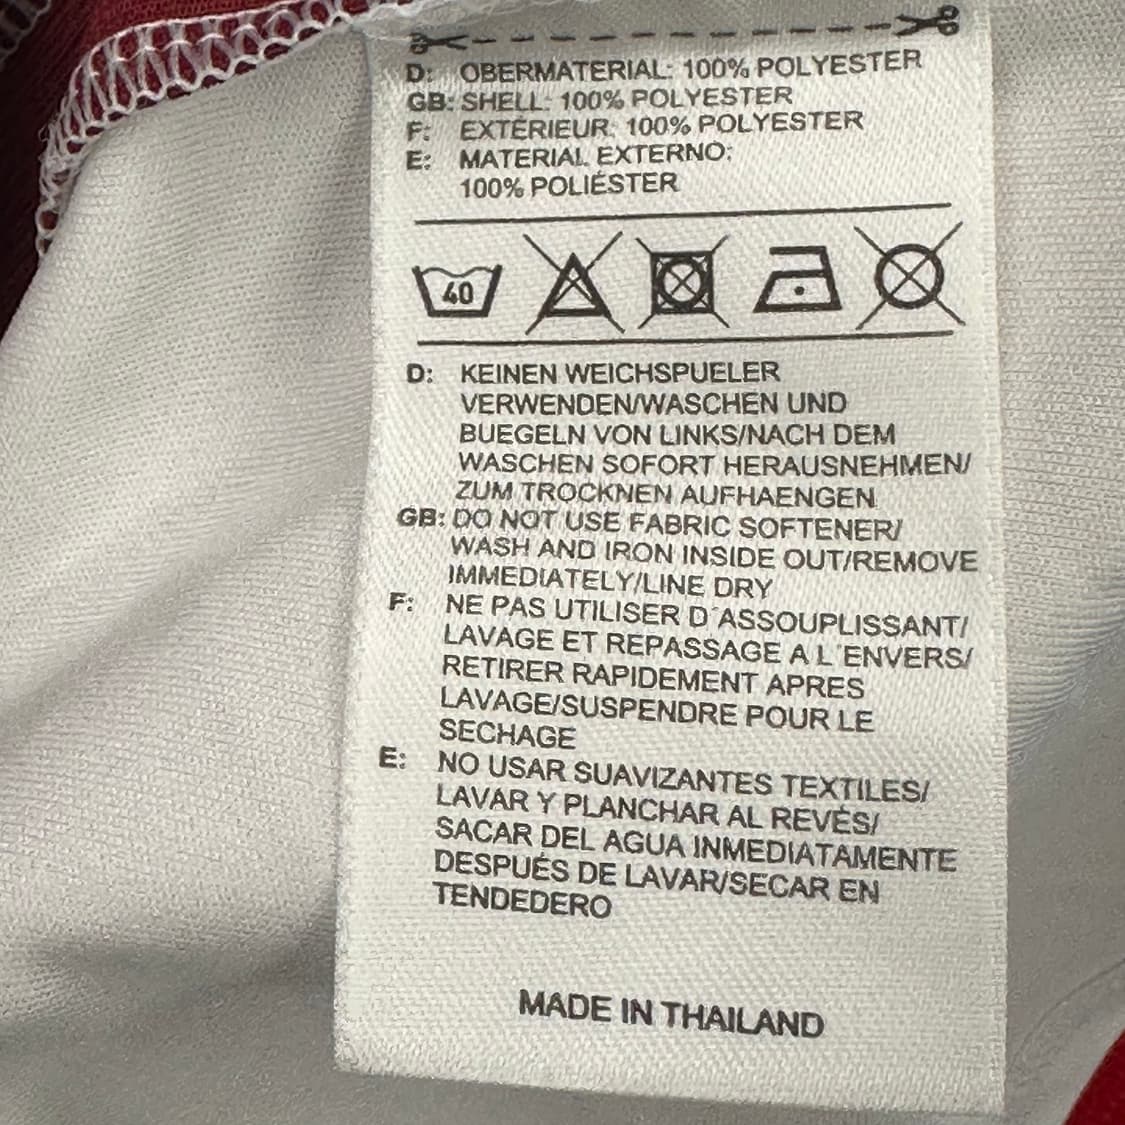 D: OBERMATERIAL: 100% POLYESTER
GB: SHELL: 100% POLYESTER
F: EXTÉRIEUR: 100% POLYESTER
E: MATERIAL EXTERNO:
100% POLIÉSTER
40
D: KEINEN WEICHSPUELER
VERWENDEN/WASCHEN UND
BUEGELN VON LINKS/NACH DEM
WASCHEN SOFORT HERAUSNEHMEN/
ZUM TROCKNEN AUFHAENGEN
GB: DO NOT USE FABRIC SOFTENER/
WASH AND IRON INSIDE OUT/REMOVE
IMMEDIATELY/LINE DRY
F: NE PAS UTILISER D'ASSOUPLISSANT/
LAVAGE ET REPASSAGE A L'ENVERS/
RETIRER RAPIDEMENT APRES
LAVAGE/SUSPENDRE POUR LE
SECHAGE
E: NO USAR SUAVIZANTES TEXTILES/
LAVAR Y PLANCHAR AL REVÉS/
SACAR DEL AGUA INMEDIATAMENTE
DESPUÉS DE LAVAR/SECAR EN
TENDEDERO
MADE IN THAILAND